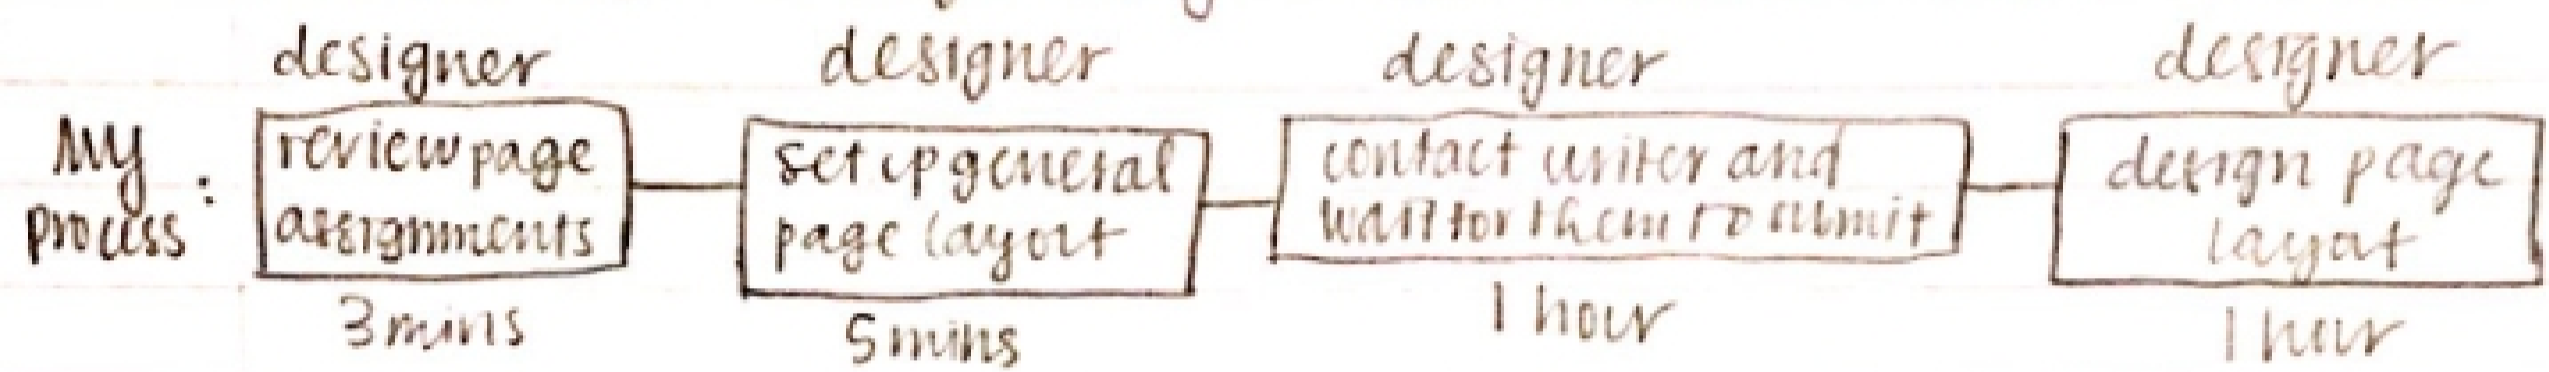 designer designer designer designer
My process:
review page
assignments
set up general
page layout
contact writer and
wait for them to submit
design page
layout
3 mins 5 mins 1 hour 1 hour